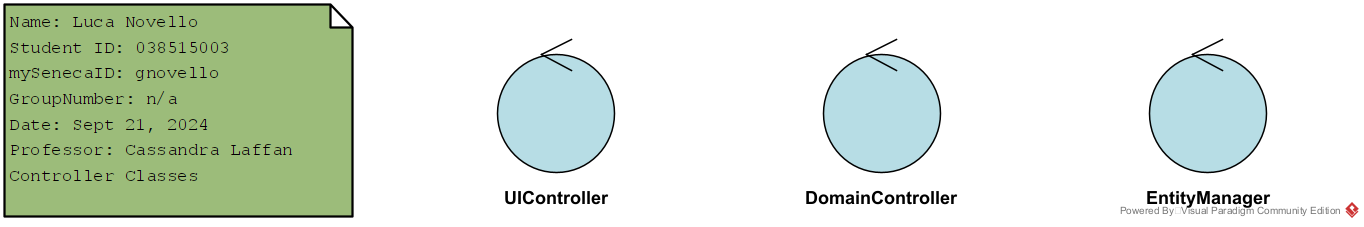 Name: Luca Novello
Student ID: 038515003
mySenecaID: gnovello
GroupNumber: n/a
Date: Sept 21, 2024
Professor: Cassandra Laffan
Controller Classes
UIController
DomainController
EntityManager
Powered By Visual Paradigm Community Edition